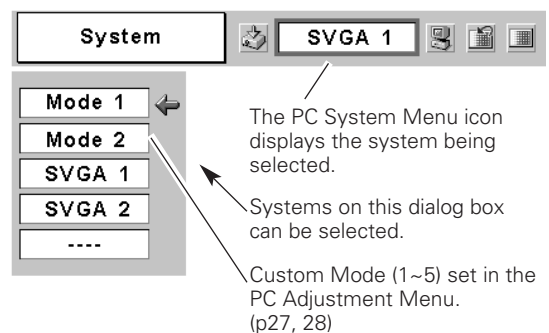 System
SVGA 1
Mode 1
Mode 2
SVGA 1
SVGA 2
----
The PC System Menu icon
displays the system being
selected.
Systems on this dialog box
can be selected.
Custom Mode (1~5) set in the
PC Adjustment Menu.
(p27, 28)